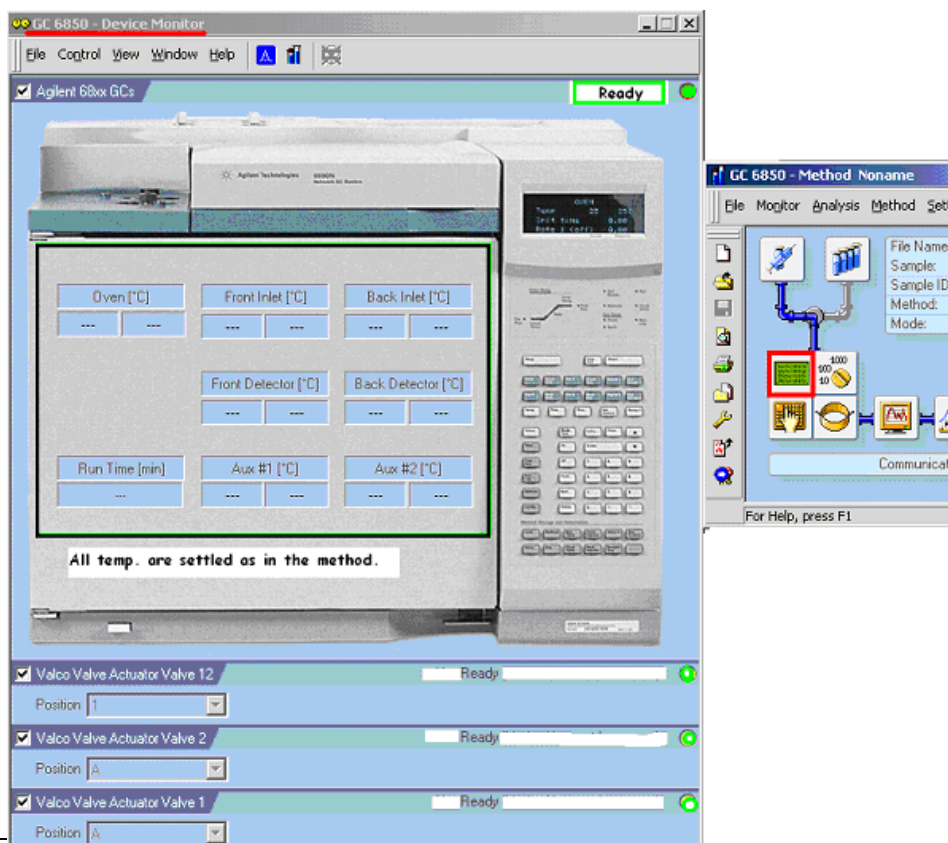 GC 6850 - Device Monitor
File Control View Window Help
Agilent 68xx GCs
Ready
Agilent Technologies
OVEN
Oven [°C]
Front Inlet [°C]
Back Inlet [°C]
--- ---
--- ---
--- ---
Front Detector [°C]
Back Detector [°C]
--- ---
--- ---
Run Time [min]
Aux #1 [°C]
Aux #2 [°C]
---
--- ---
--- ---
All temp. are settled as in the method.
Valco Valve Actuator Valve 12
Ready
Position 1
Valco Valve Actuator Valve 2
Ready
Position A
Valco Valve Actuator Valve 1
Ready
Position A
GC 6850 - Method Noname
File Monitor Analysis Method Sett
File Name
Sample:
Sample ID
Method:
Mode:
1000
100
10
Communicat
For Help, press F1